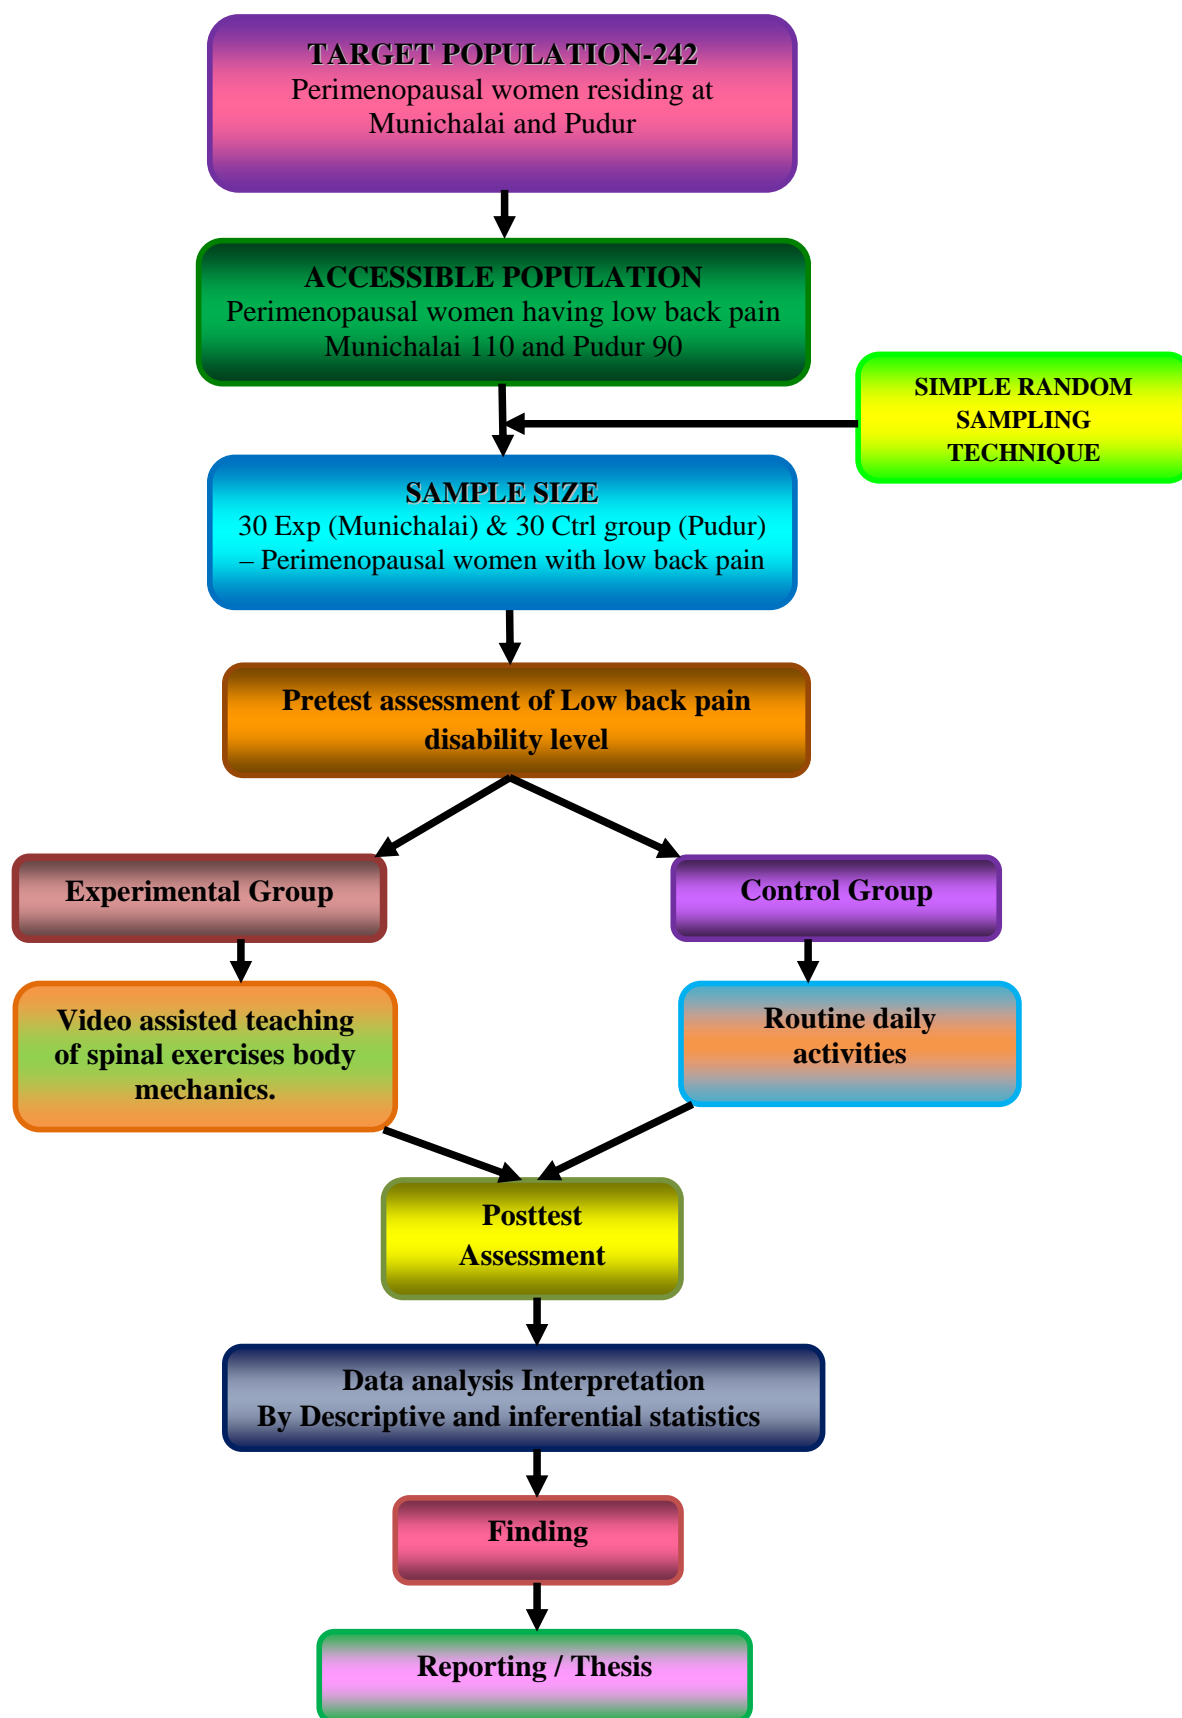 TARGET POPULATION-242
Perimenopausal women residing at
Munichalai and Pudur
ACCESSIBLE POPULATION
Perimenopausal women having low back pain
Munichalai 110 and Pudur 90
SIMPLE RANDOM
SAMPLING
TECHNIQUE
SAMPLE SIZE
30 Exp (Munichalai) & 30 Ctrl group (Pudur)
– Perimenopausal women with low back pain
Pretest assessment of Low back pain
disability level
Experimental Group
Control Group
Video assisted teaching
of spinal exercises body
mechanics.
Routine daily
activities
Posttest
Assessment
Data analysis Interpretation
By Descriptive and inferential statistics
Finding
Reporting / Thesis